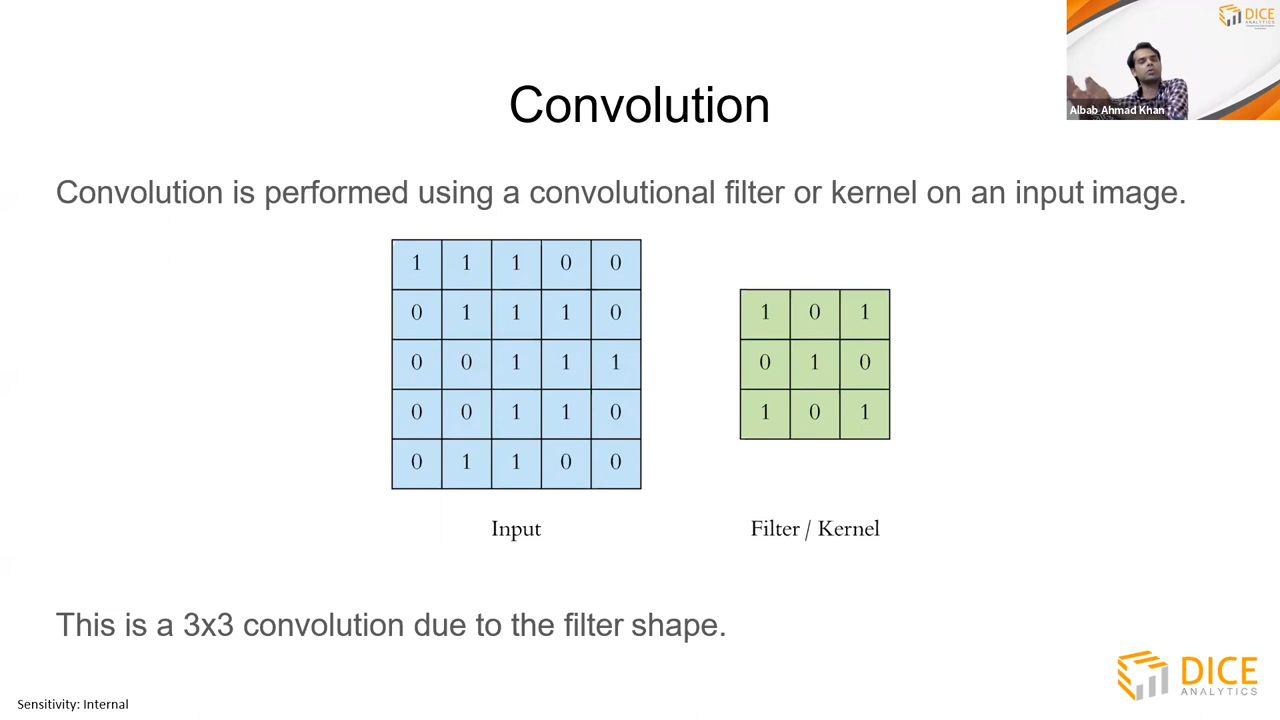 DICE
ANALYTICS
Albab Ahmad Khan
Convolution
Convolution is performed using a convolutional filter or kernel on an input image.
1 1 1 0 0
0 1 1 1 0
0 0 1 1 1
0 0 1 1 0
0 1 1 0 0
Input
1 0 1
0 1 0
1 0 1
Filter / Kernel
This is a 3x3 convolution due to the filter shape.
DICE
ANALYTICS
Sensitivity: Internal